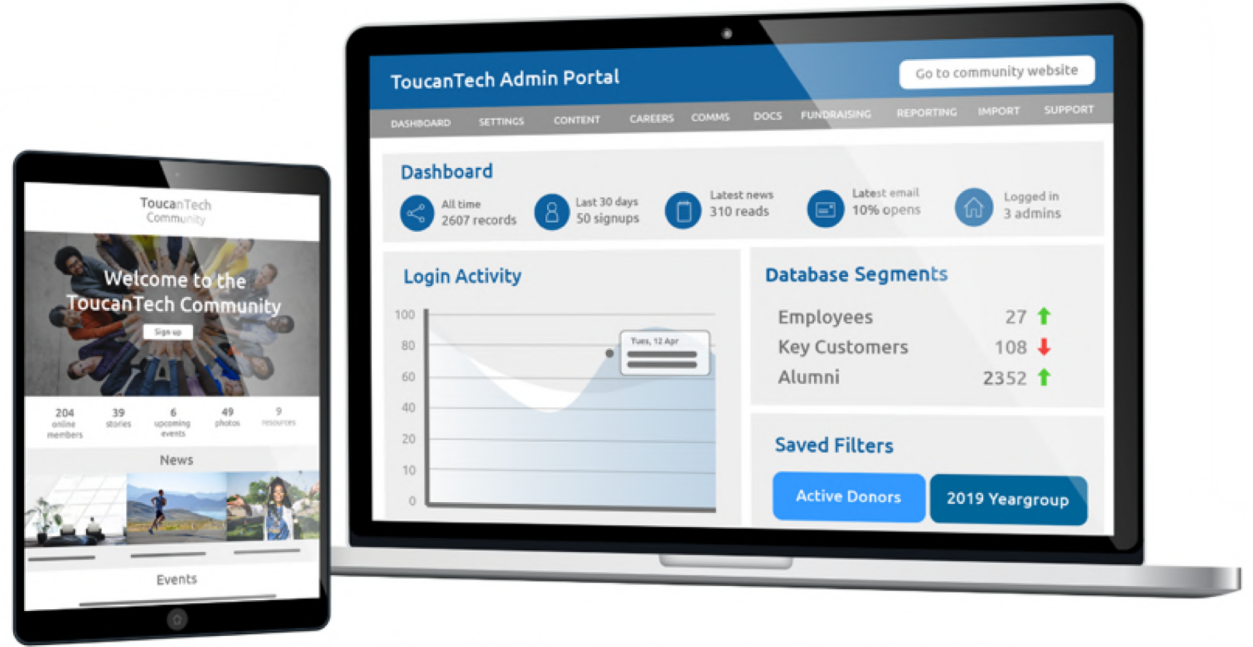 ToucanTech
Community
Welcome to the
ToucanTech Community
Sign up
204
online
members
39
stories
6
upcoming
events
49
photos
9
resources
News
Events
ToucanTech Admin Portal
Go to community website
DASHBOARD SETTINGS CONTENT CAREERS COMMS DOCS FUNDRAISING REPORTING IMPORT SUPPORT
Dashboard
All time
2607 records
Last 30 days
50 signups
Latest news
310 reads
Latest email
10% opens
Logged in
3 admins
Login Activity
100
80
60
40
20
10
0
Tues, 12 Apr
Database Segments
Employees 27
Key Customers 108
Alumni 2352
Saved Filters
Active Donors
2019 Yeargroup